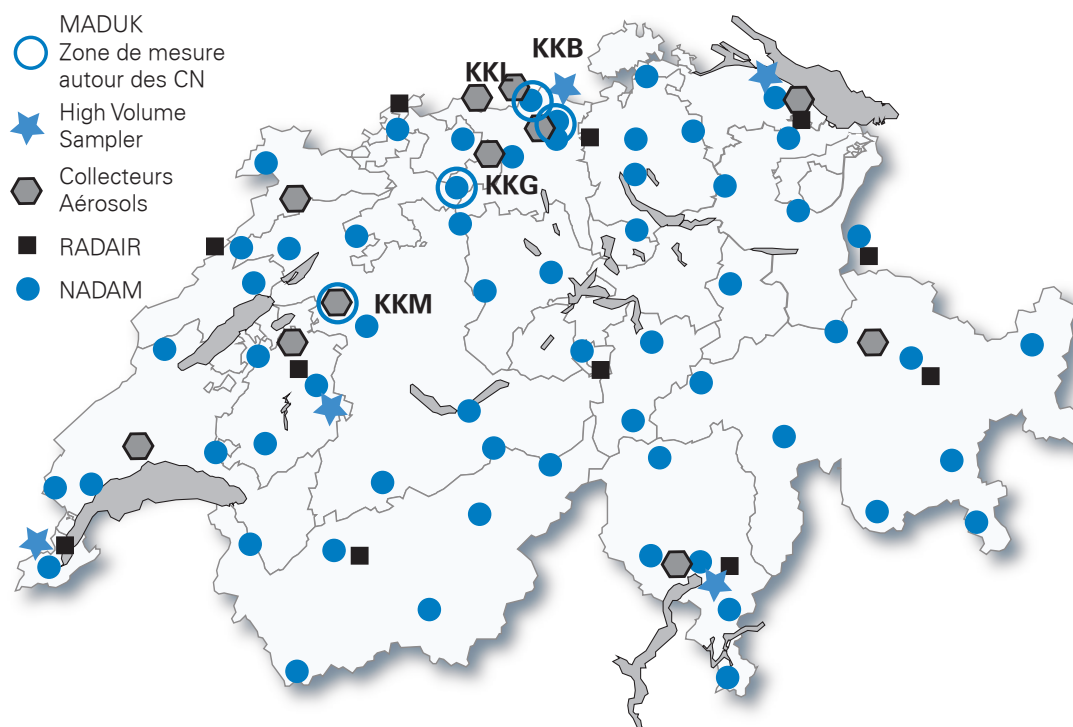 MADUK
Zone de mesure
autour des CN
High Volume
Sampler
Collecteurs
Aérosols
RADAIR
NADAM
KKB
KKL
KKG
KKM